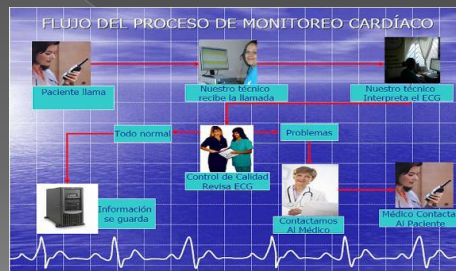 FLUJO DEL PROCESO DE MONITOREO CARDÍACO
Paciente llama
Nuestro técnico
recibe la llamada
Nuestro técnico
Interpreta el ECG
Todo normal
Problemas
Control de Calidad
Revisa ECG
Información
se guarda
Contactamos
Al Médico
Médico Contacta
Al Paciente